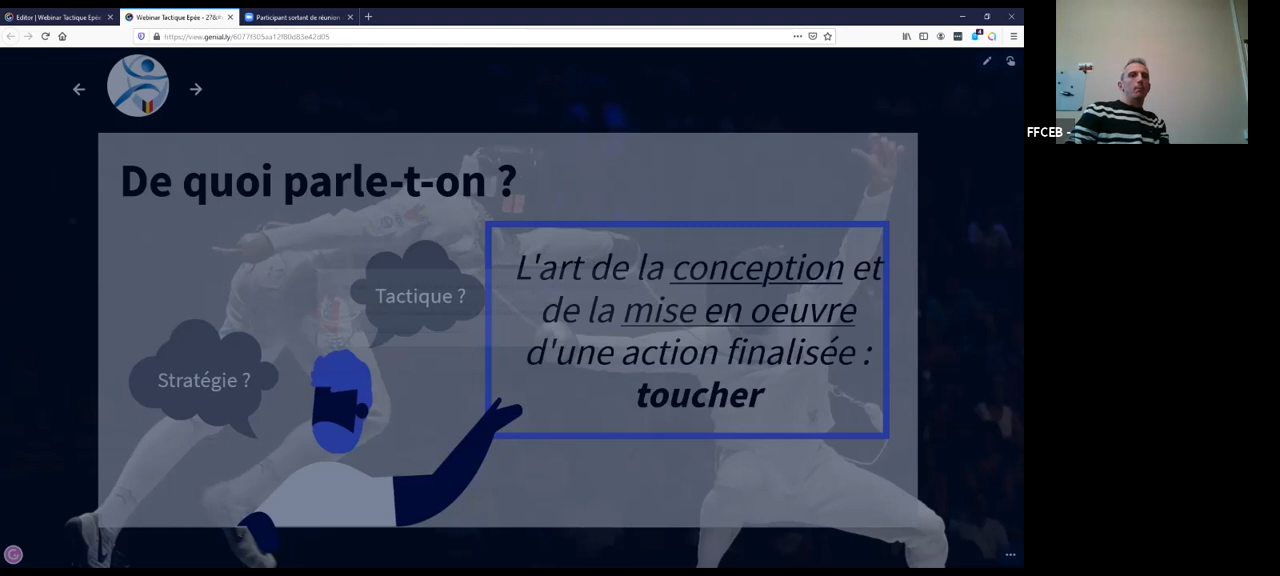 Editor | Webinar Tactique Epée
Webinar Tactique Epée - 27&#
Participant sortant de réunion
https://view.genial.ly/6077f305aa12f80d83e42d05
FFCEB -
De quoi parle-t-on ?
Tactique ?
Stratégie ?
L'art de la conception et
de la mise en oeuvre
d'une action finalisée :
toucher